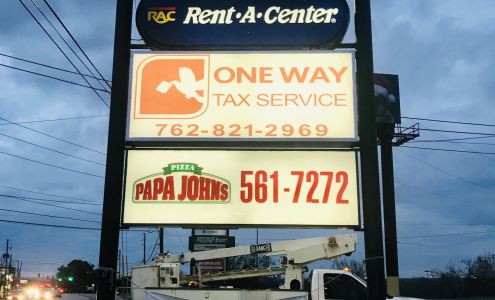 RAC
Rent-A-Center
ONE WAY
TAX SERVICE
762-821-2969
PIZZA
PAPA JOHNS
561-7272